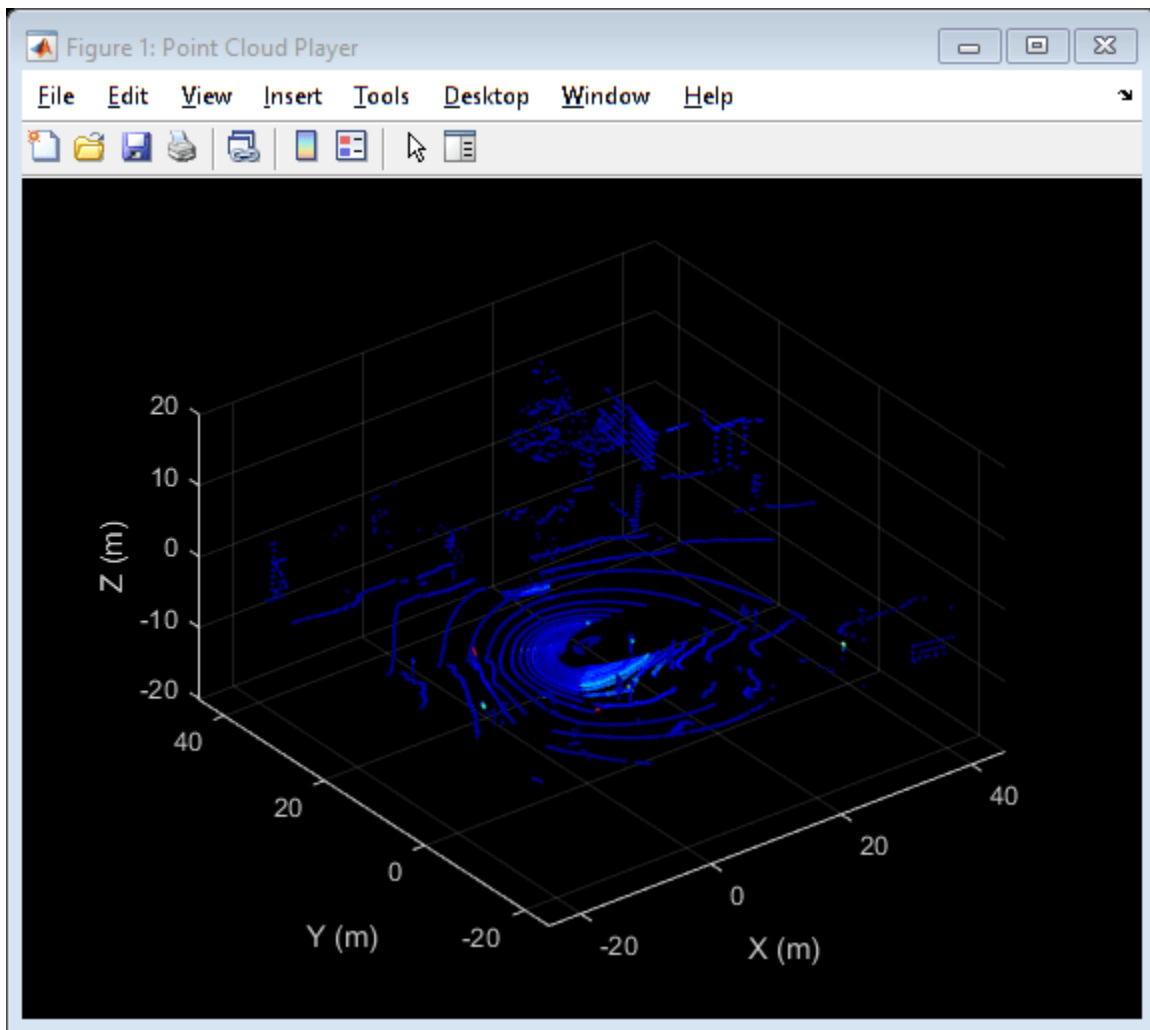 Figure 1: Point Cloud Player
File Edit View Insert Tools Desktop Window Help
20
10
0
-10
-20
Z (m)
40
20
0
-20
Y (m)
-20
0
20
40
X (m)